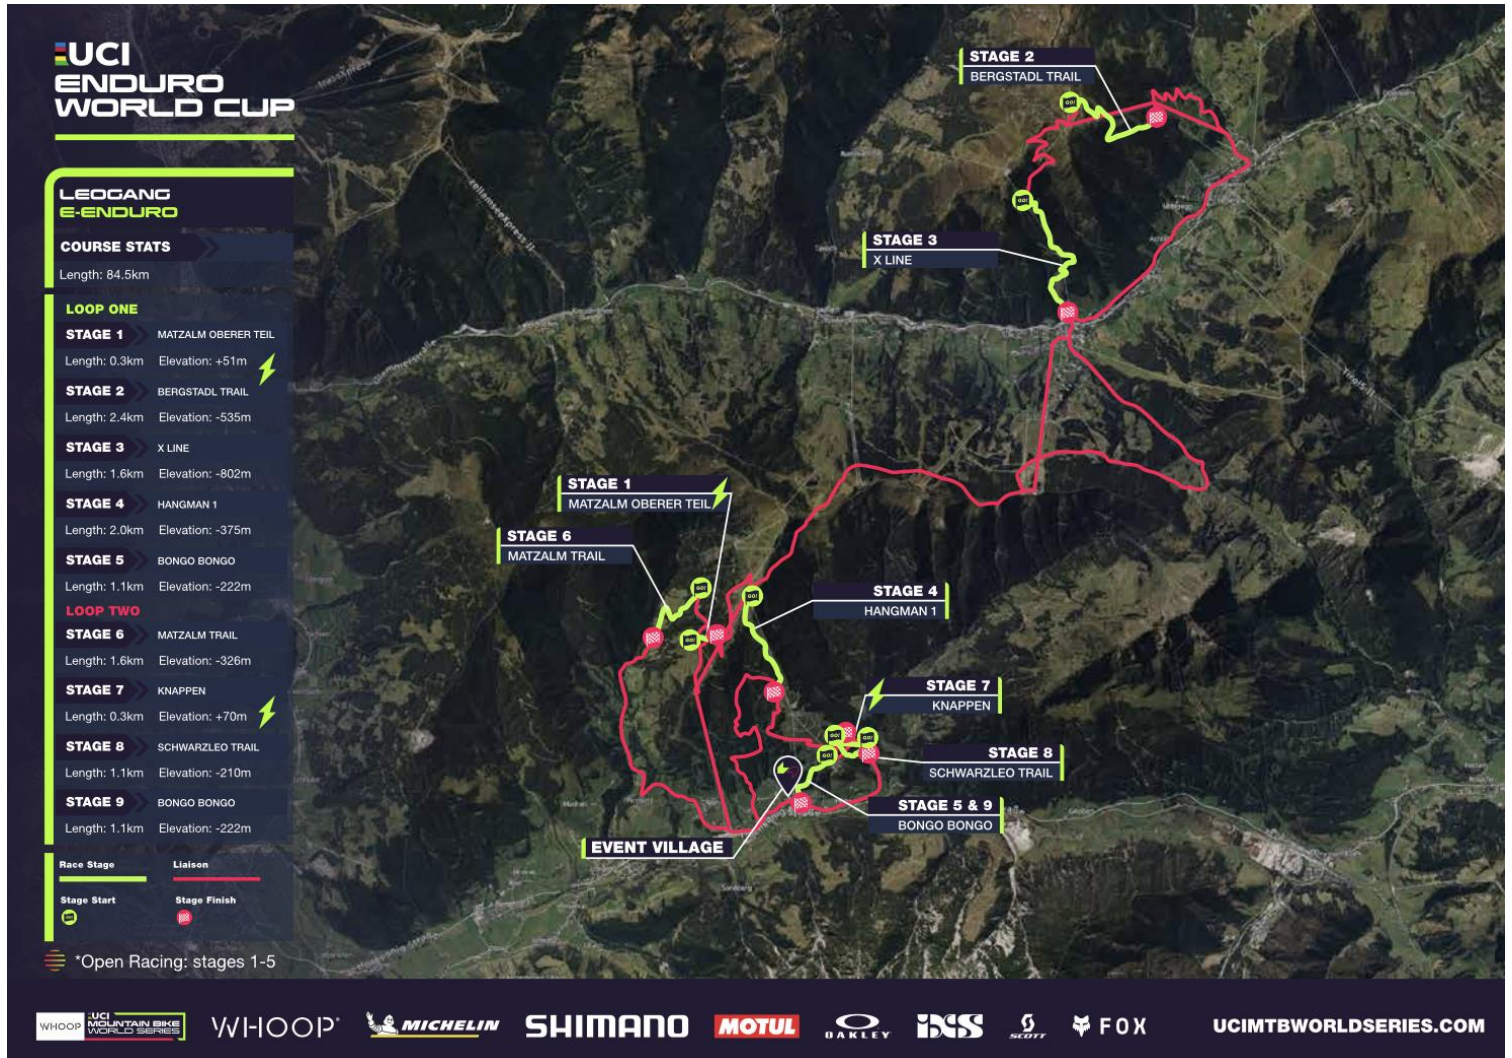 UCI
ENDURO
WORLD CUP
LEOGANG
E-ENDURO
COURSE STATS
Length: 84.5km
LOOP ONE
STAGE 1 MATZALM OBERER TEIL
Length: 0.3km Elevation: +51m
STAGE 2 BERGSTADL TRAIL
Length: 2.4km Elevation: -535m
STAGE 3 X LINE
Length: 1.6km Elevation: -802m
STAGE 4 HANGMAN 1
Length: 2.0km Elevation: -375m
STAGE 5 BONGO BONGO
Length: 1.1km Elevation: -222m
LOOP TWO
STAGE 6 MATZALM TRAIL
Length: 1.6km Elevation: -326m
STAGE 7 KNAPPEN
Length: 0.3km Elevation: +70m
STAGE 8 SCHWARZLEO TRAIL
Length: 1.1km Elevation: -210m
STAGE 9 BONGO BONGO
Length: 1.1km Elevation: -222m
Race Stage Liaison
Stage Start Stage Finish
*Open Racing: stages 1-5
STAGE 2
BERGSTADL TRAIL
STAGE 3
X LINE
STAGE 1
MATZALM OBERER TEIL
STAGE 6
MATZALM TRAIL
STAGE 4
HANGMAN 1
STAGE 7
KNAPPEN
STAGE 8
SCHWARZLEO TRAIL
STAGE 5 & 9
BONGO BONGO
EVENT VILLAGE
WHOOP UCI
MOUNTAIN BIKE
WORLD SERIES
WHOOP
MICHELIN
SHIMANO
MOTUL
OAKLEY
iXS
SCOTT
FOX
UCIMTBWORLDSERIES.COM